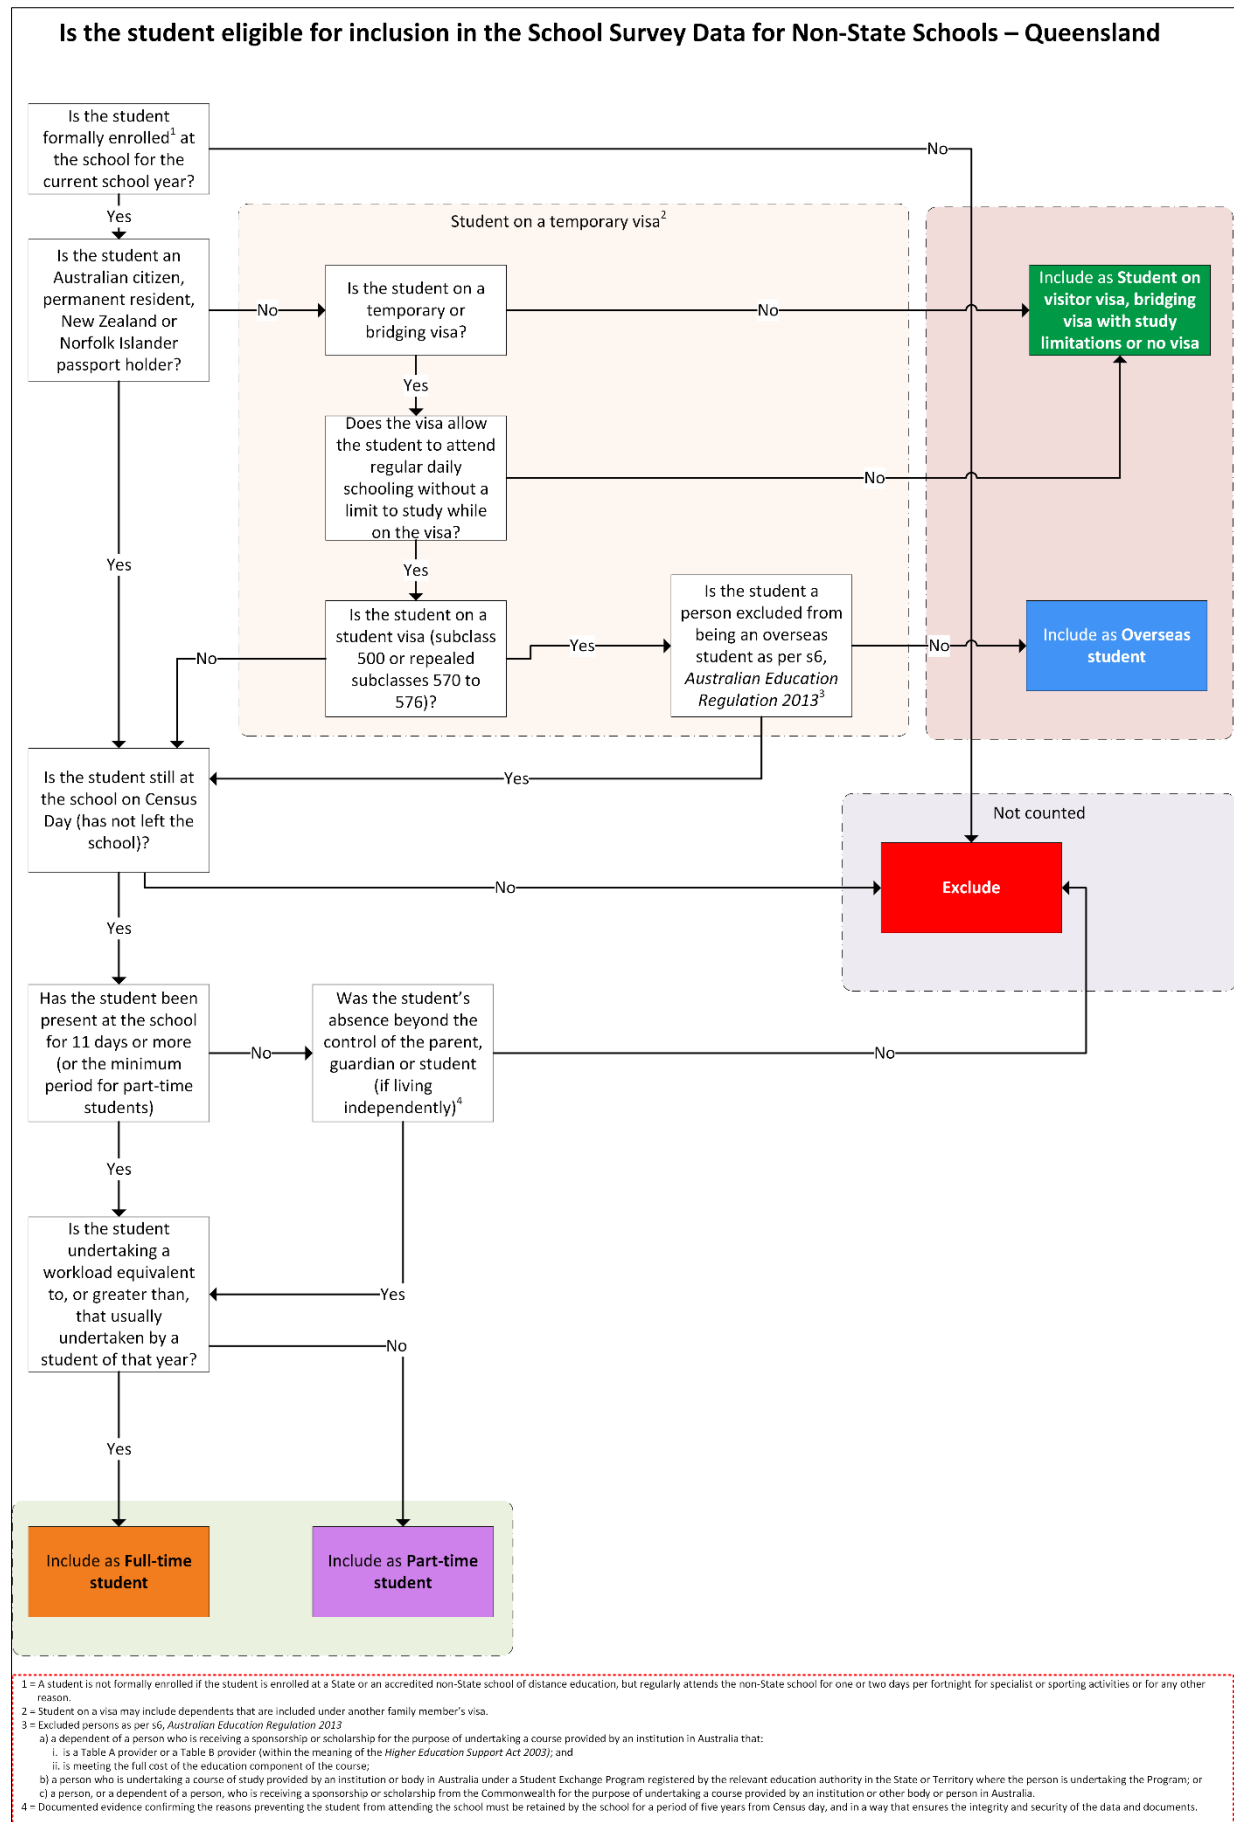 Is the student eligible for inclusion in the School Survey Data for Non-State Schools – Queensland
Is the student
formally enrolled1 at
the school for the
current school year?
No
Yes
Student on a temporary visa2
Is the student an
Australian citizen,
permanent resident,
New Zealand or
Norfolk Islander
passport holder?
No
Is the student on a
temporary or
bridging visa?
No
Include as Student on
visitor visa, bridging
visa with study
limitations or no visa
Yes
Does the visa allow
the student to attend
regular daily
schooling without a
limit to study while
on the visa?
No
Yes
Yes
Is the student on a
student visa (subclass
500 or repealed
subclasses 570 to
576)?
No
Yes
Is the student a
person excluded from
being an overseas
student as per s6,
Australian Education
Regulation 2013³
No
Include as Overseas
student
Yes
Is the student still at
the school on Census
Day (has not left the
school)?
Not counted
Exclude
No
Yes
Has the student been
present at the school
for 11 days or more
(or the minimum
period for part-time
students)
No
Was the student's
absence beyond the
control of the parent,
guardian or student
(if living
independently)4
No
Yes
Yes
Is the student
undertaking a
workload equivalent
to, or greater than,
that usually
undertaken by a
student of that year?
No
Yes
Include as Full-time
student
Include as Part-time
student
1 = A student is not formally enrolled if the student is enrolled at a State or an accredited non-State school of distance education, but regularly attends the non-State school for one or two days per fortnight for specialist or sporting activities or for any other
reason.
2 = Student on a visa may include dependents that are included under another family member's visa.
3 = Excluded persons as per s6, Australian Education Regulation 2013
a) a dependent of a person who is receiving a sponsorship or scholarship for the purpose of undertaking a course provided by an institution in Australia that:
i. is a Table A provider or a Table B provider (within the meaning of the Higher Education Support Act 2003); and
ii. is meeting the full cost of the education component of the course;
b) a person who is undertaking a course of study provided by an institution or body in Australia under a Student Exchange Program registered by the relevant education authority in the State or Territory where the person is undertaking the Program; or
c) a person, or a dependent of a person, who is receiving a sponsorship or scholarship from the Commonwealth for the purpose of undertaking a course provided by an institution or other body or person in Australia.
4 = Documented evidence confirming the reasons preventing the student from attending the school must be retained by the school for a period of five years from Census day, and in a way that ensures the integrity and security of the data and documents.